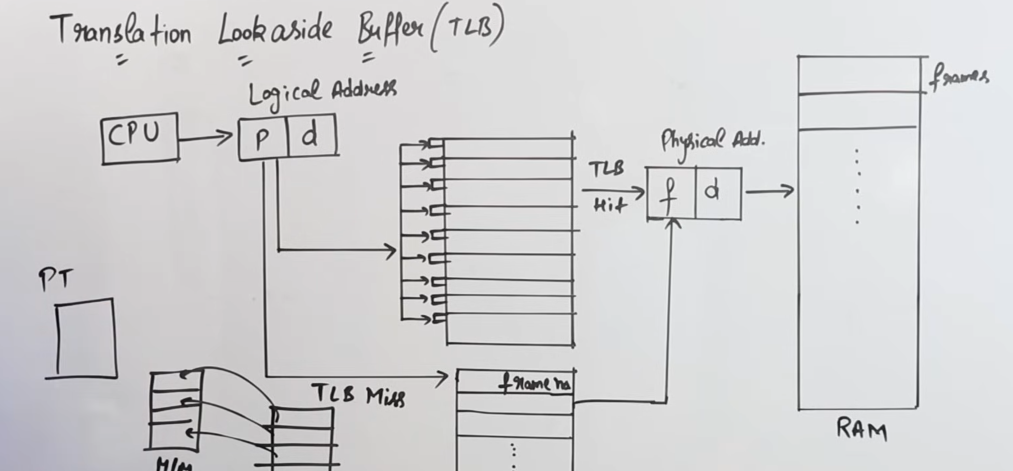 Translation Lookaside Buffer (TLB)
Logical Address
CPU
p d
frames
Physical Add.
TLB
Hit
f d
PT
frame no
TLB Miss
M/M
RAM